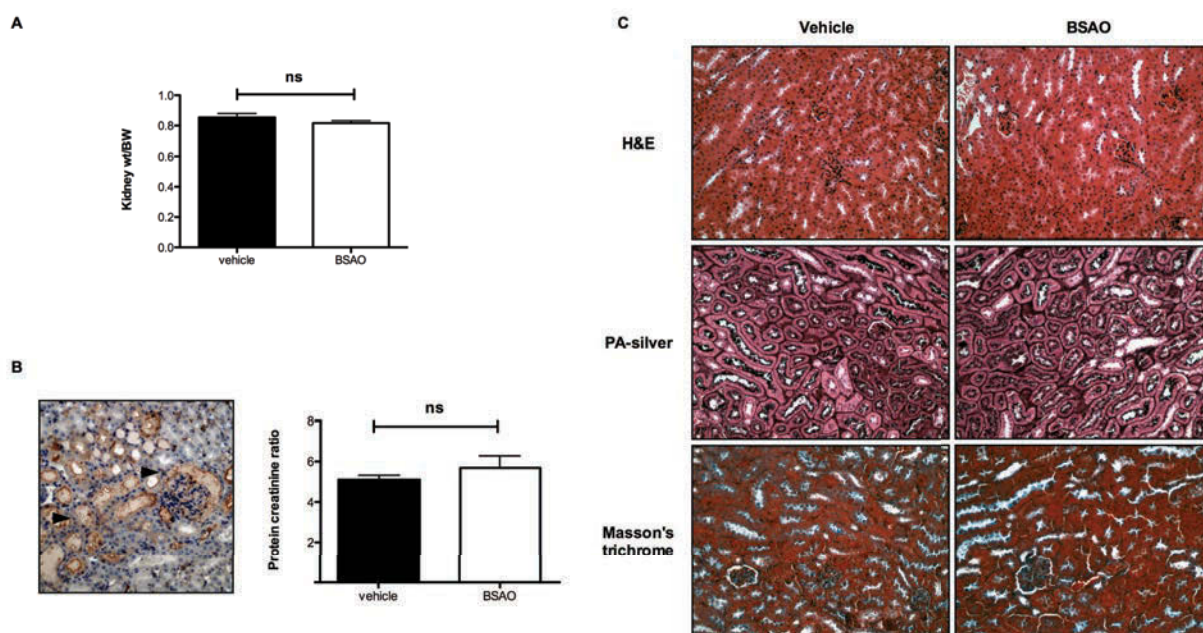 A
ns
Kidney wt/BW
1.0
0.8
0.6
0.4
0.2
0.0
vehicle
BSAO
B
ns
Protein creatinine ratio
8
6
4
2
vehicle
BSAO
C
Vehicle
BSAO
H&E
PA-silver
Masson's
trichrome